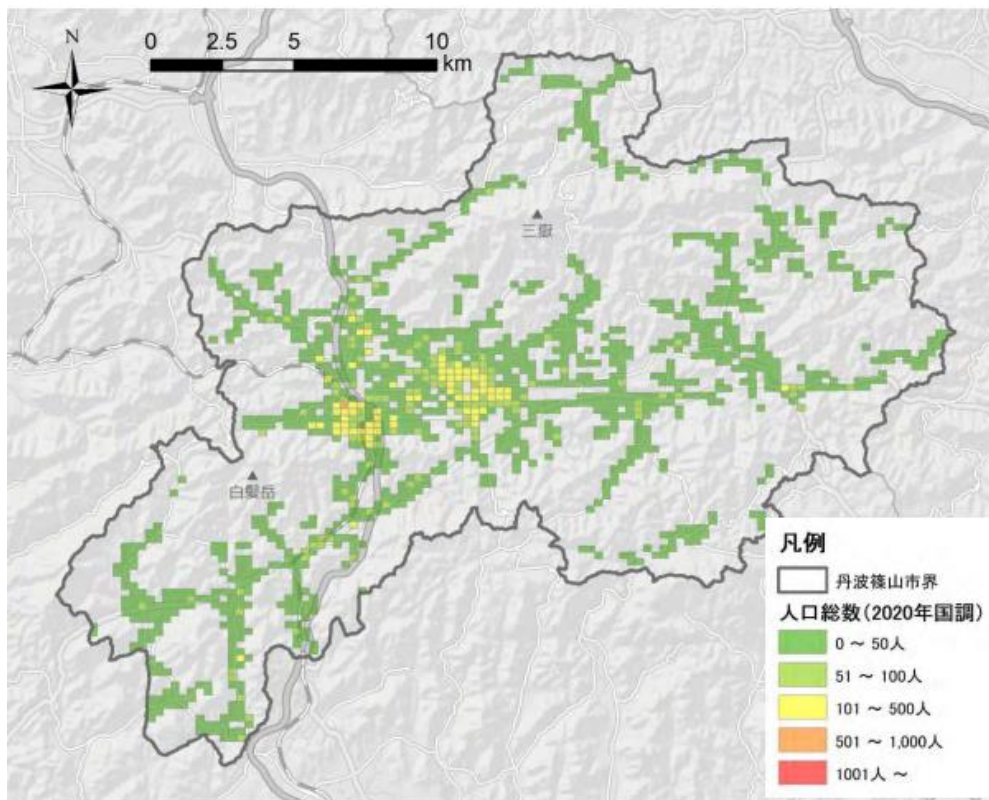 N
0 2.5 5 10
km
三嶽
白髪岳
凡例
丹波篠山市界
人口総数(2020年国調)
0 ～ 50人
51 ～ 100人
101 ～ 500人
501 ～ 1,000人
1001人 ～